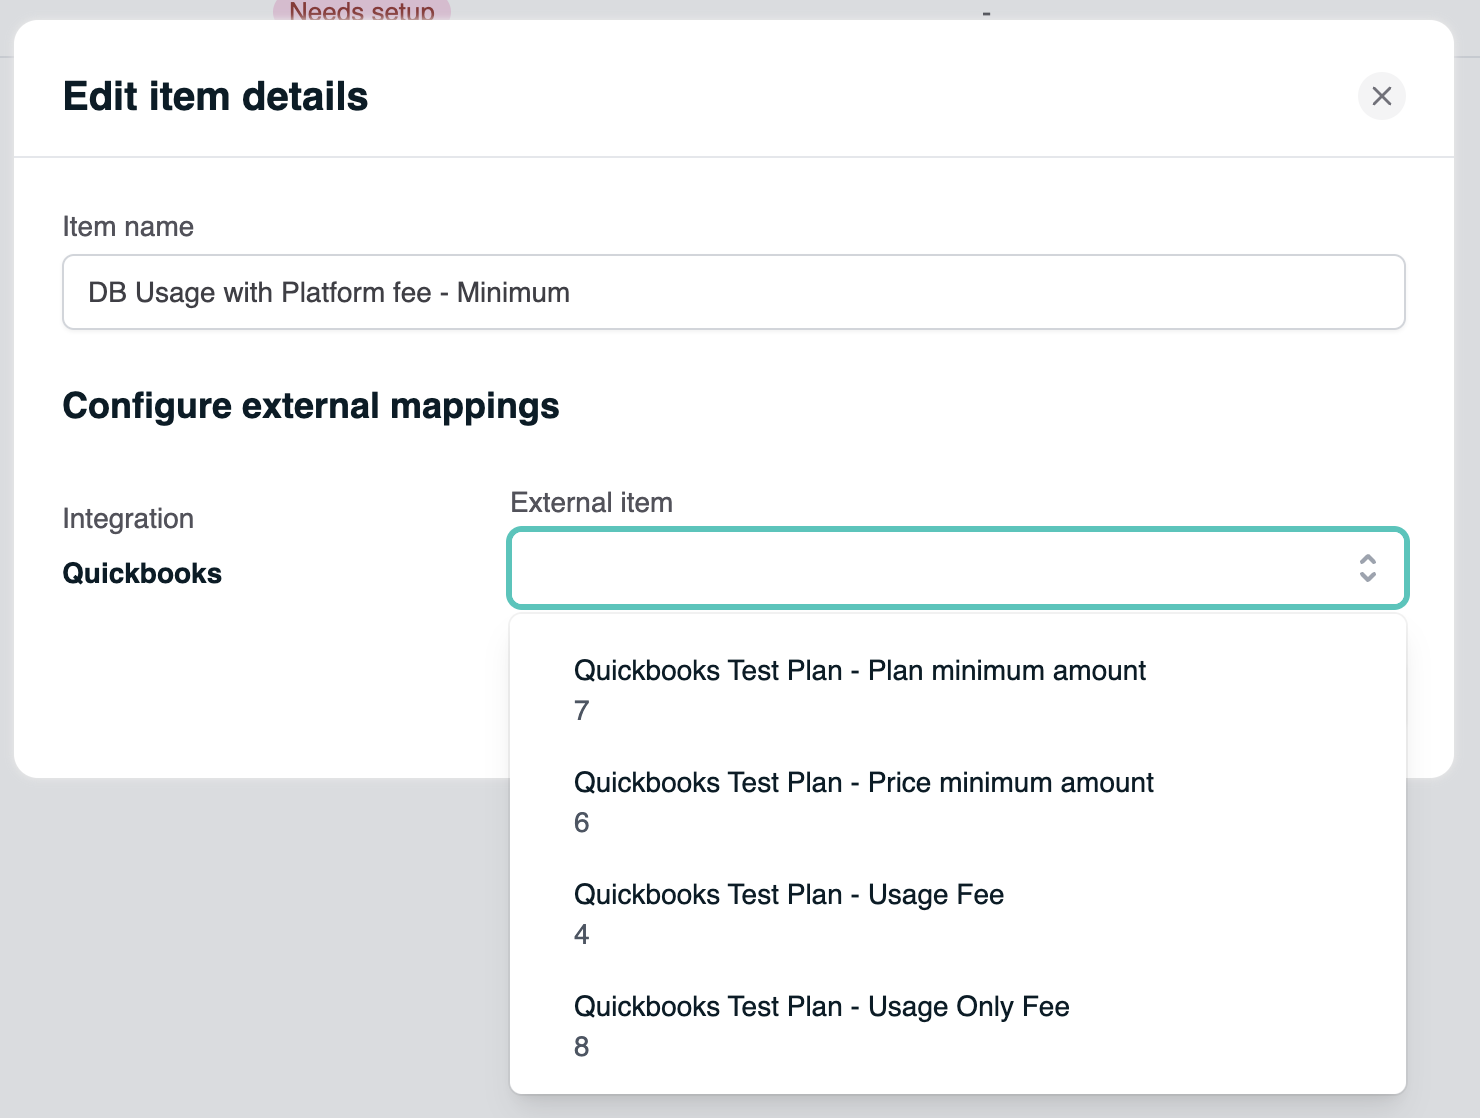 Needs setup
-
Edit item details
Item name
DB Usage with Platform fee - Minimum
Configure external mappings
Integration
External item
Quickbooks
Quickbooks Test Plan - Plan minimum amount
7
Quickbooks Test Plan - Price minimum amount
6
Quickbooks Test Plan - Usage Fee
4
Quickbooks Test Plan - Usage Only Fee
8